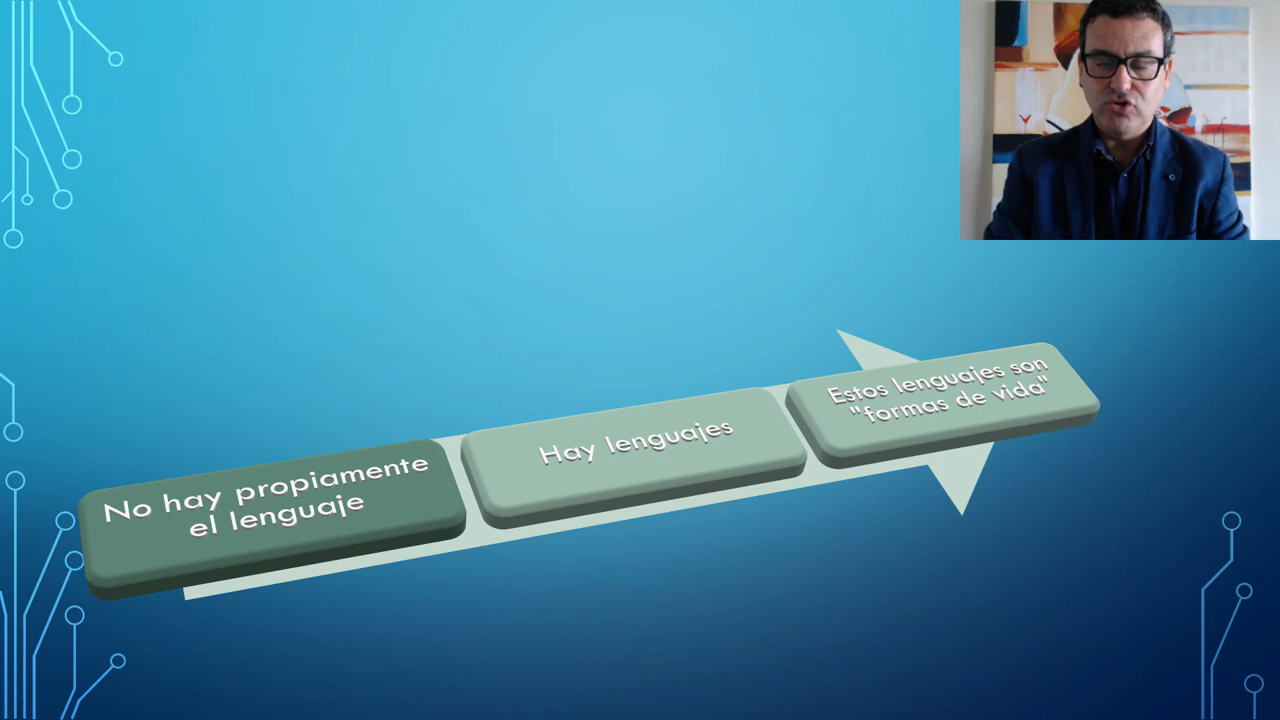 No hay propiamente
el lenguaje
Hay lenguajes
Estos lenguajes son
"formas de vida"